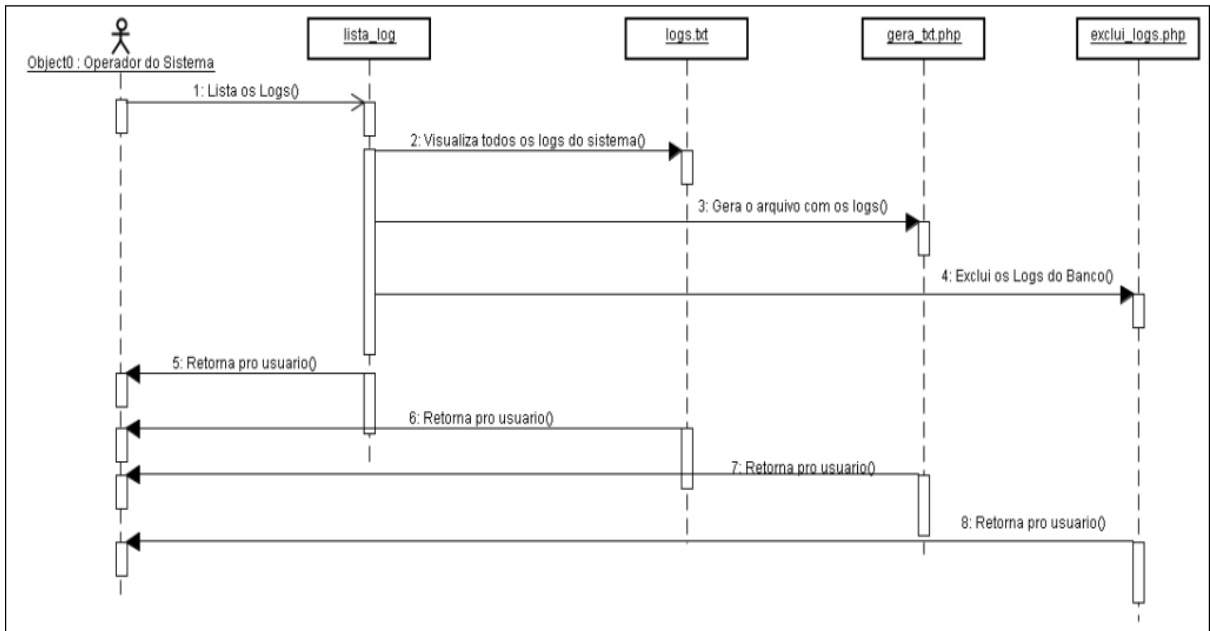 lista_log
logs.txt
gera_txt.php
exclui_logs.php
Object0 : Operador do Sistema
1: Lista os Logs()
2: Visualiza todos os logs do sistema()
3: Gera o arquivo com os logs()
4: Exclui os Logs do Banco()
5: Retorna pro usuario()
6: Retorna pro usuario()
7: Retorna pro usuario()
8: Retorna pro usuario()